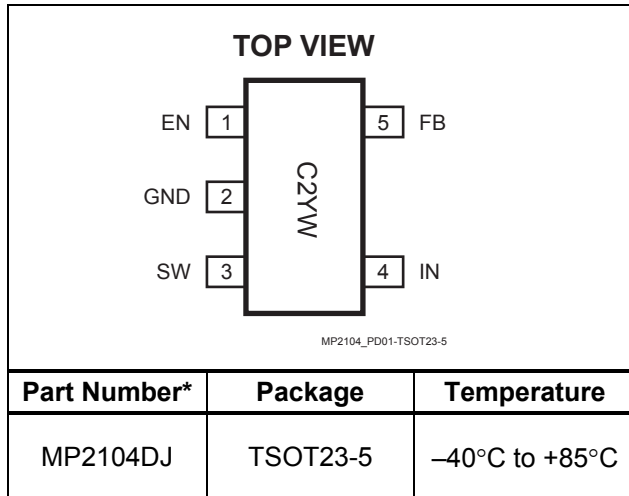 TOP VIEW
EN 1 5 FB
C2YW
GND 2
SW 3 4 IN
MP2104_PD01-TSOT23-5
Part Number* Package Temperature
MP2104DJ TSOT23-5 –40°C to +85°C